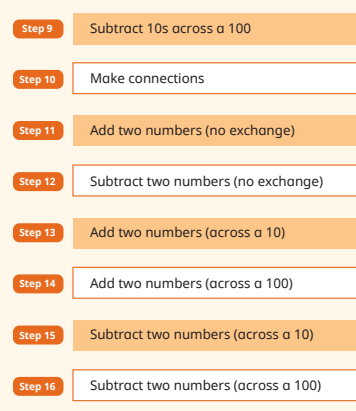 Step 9 Subtract 10s across a 100
Step 10 Make connections
Step 11 Add two numbers (no exchange)
Step 12 Subtract two numbers (no exchange)
Step 13 Add two numbers (across a 10)
Step 14 Add two numbers (across a 100)
Step 15 Subtract two numbers (across a 10)
Step 16 Subtract two numbers (across a 100)